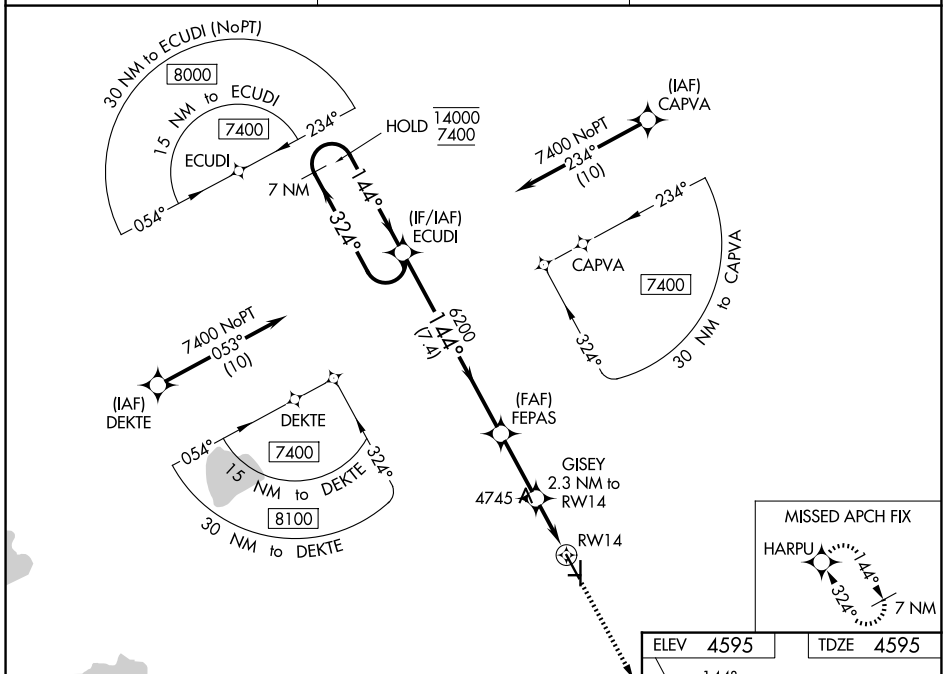 30 NM to ECUDI (NoPT)
8000
15 NM to ECUDI
7400
234°
ECUDI
054°
HOLD 14000
7400
7 NM
144°
324°
(IF/IAF)
ECUDI
(IAF)
CAPVA
7400 NoPT
234°
(10)
234°
CAPVA
7400
324°
30 NM to CAPVA
6200
144°
(7.4)
7400 NoPT
053°
(10)
(IAF)
DEKTE
DEKTE
054°
7400
324°
15 NM to DEKTE
8100
30 NM to DEKTE
(FAF)
FEPAS
GISEY
2.3 NM to
RW14
4745
RW14
MISSED APCH FIX
HARPU
144°
324°
7 NM
ELEV 4595
TDZE 4595